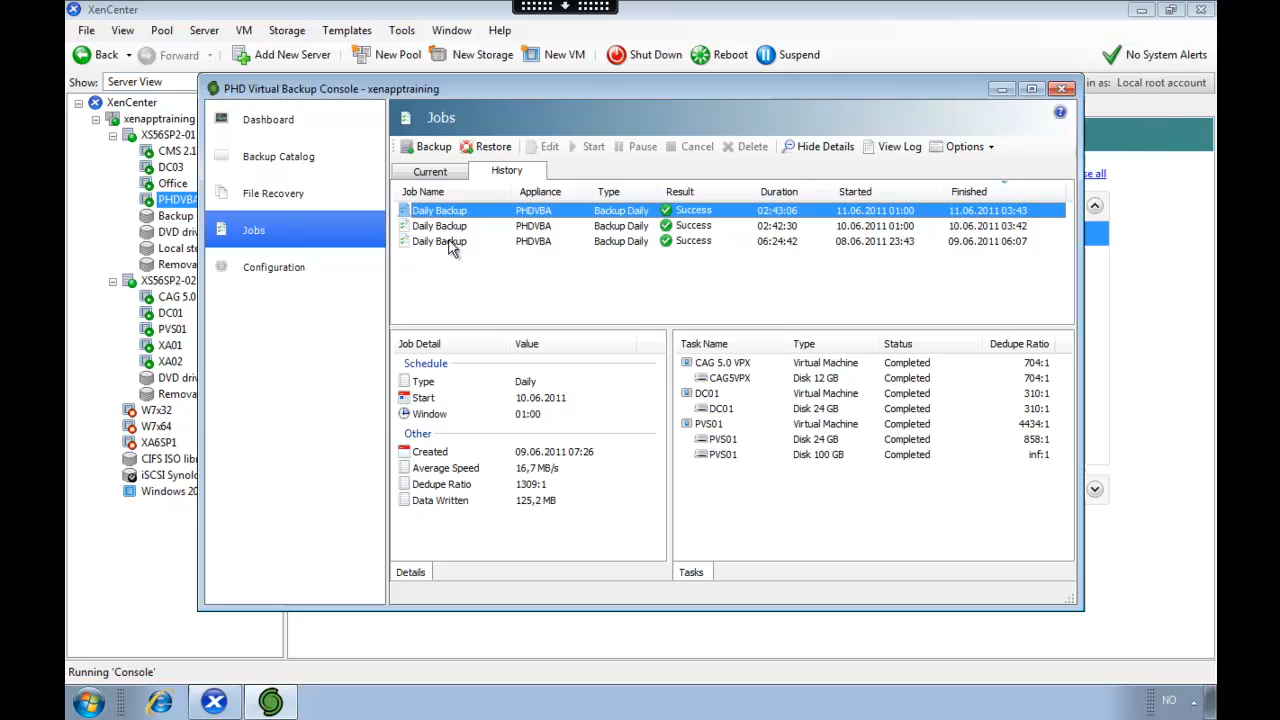 XenCenter
File View Pool Server VM Storage Templates Tools Window Help
Back Forward Add New Server New Pool New Storage New VM Shut Down Reboot Suspend No System Alerts
Show: Server View
in as: Local root account
XenCenter
xenapptraining
XS56SP2-01
CMS 2.1
DC03
Office
PHDVBA
Backup
DVD driv
Local sto
Remova
XS56SP2-02
CAG 5.0
DC01
PVS01
XA01
XA02
DVD driv
Remova
W7x32
W7x64
XA6SP1
CIFS ISO libr
iSCSI Synolo
Windows 20
se all
PHD Virtual Backup Console - xenapptraining
Dashboard
Backup Catalog
File Recovery
Jobs
Configuration
Jobs
Backup Restore Edit Start Pause Cancel Delete Hide Details View Log Options
Current History
Job Name Appliance Type Result Duration Started Finished
Daily Backup PHDVBA Backup Daily Success 02:43:06 11.06.2011 01:00 11.06.2011 03:43
Daily Backup PHDVBA Backup Daily Success 02:42:30 10.06.2011 01:00 10.06.2011 03:42
Daily Backup PHDVBA Backup Daily Success 06:24:42 08.06.2011 23:43 09.06.2011 06:07
Job Detail Value
Schedule
Type Daily
Start 10.06.2011
Window 01:00
Other
Created 09.06.2011 07:26
Average Speed 16,7 MB/s
Dedupe Ratio 1309:1
Data Written 125,2 MB
Details
Task Name Type Status Dedupe Ratio
CAG 5.0 VPX Virtual Machine Completed 704:1
CAG5VPX Disk 12 GB Completed 704:1
DC01 Virtual Machine Completed 310:1
DC01 Disk 24 GB Completed 310:1
PVS01 Virtual Machine Completed 4434:1
PVS01 Disk 24 GB Completed 858:1
PVS01 Disk 100 GB Completed inf:1
Tasks
Running 'Console'
NO